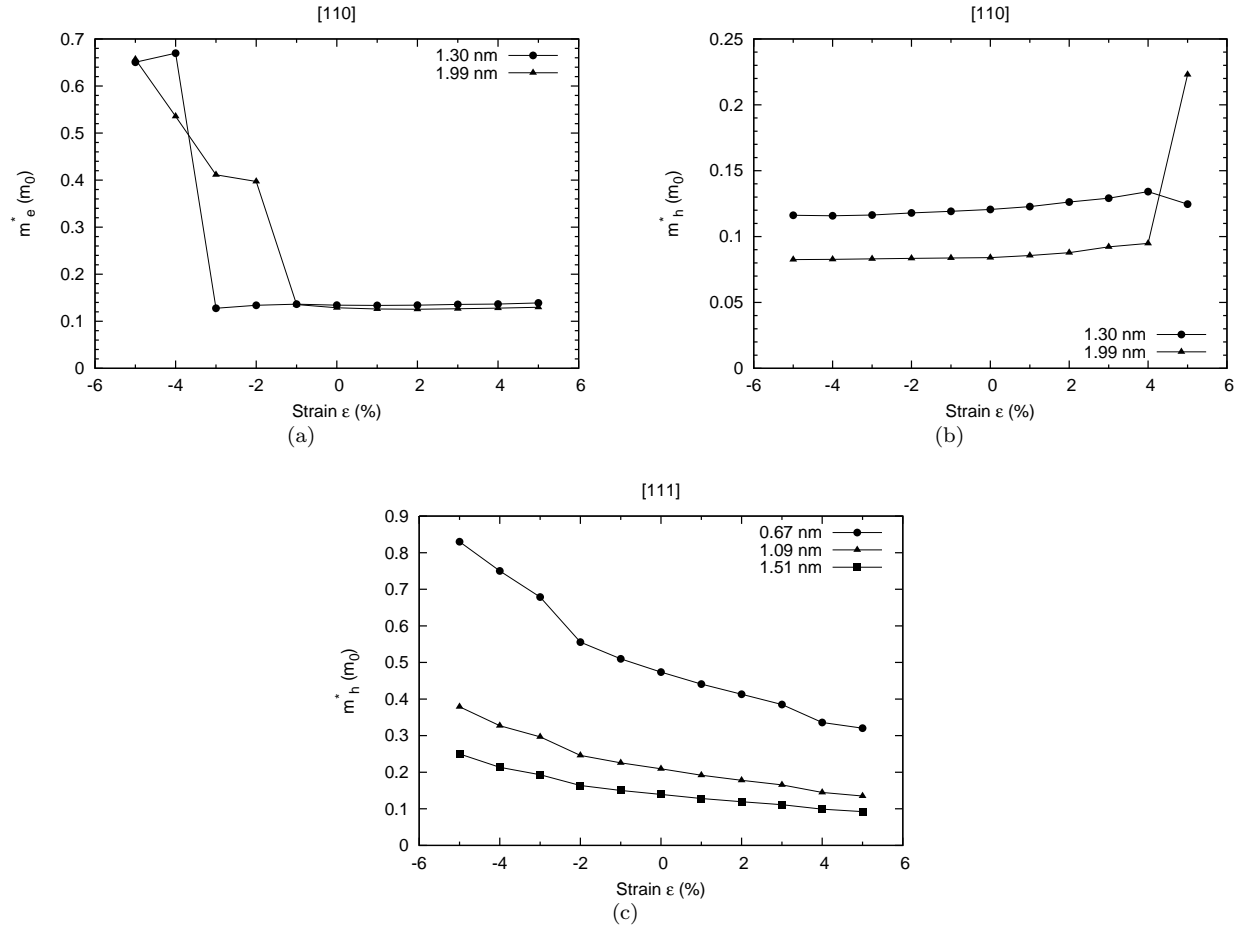 [110]
0.7
0.6
0.5
0.4
0.3
0.2
0.1
0
-6 -4 -2 0 2 4 6
m*e (m0)
Strain ε (%)
1.30 nm
1.99 nm
(a)
[110]
0.25
0.2
0.15
0.1
0.05
0
-6 -4 -2 0 2 4 6
m*h (m0)
Strain ε (%)
1.30 nm
1.99 nm
(b)
[111]
0.9
0.8
0.7
0.6
0.5
0.4
0.3
0.2
0.1
0
-6 -4 -2 0 2 4 6
m*h (m0)
Strain ε (%)
0.67 nm
1.09 nm
1.51 nm
(c)